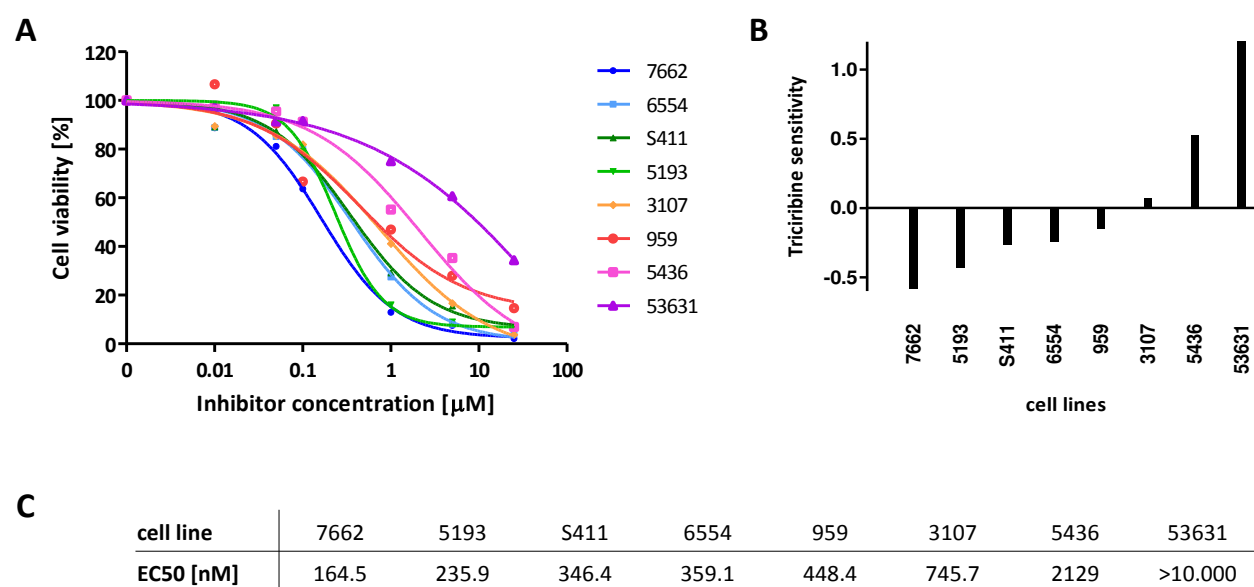 A
120
100
80
60
40
20
0
Cell viability [%]
0 0.01 0.1 1 10 100
Inhibitor concentration [μM]
7662
6554
S411
5193
3107
959
5436
53631
B
1.0
0.5
0.0
-0.5
Triciribine sensitivity
7662 5193 S411 6554 959 3107 5436 53631
cell lines
C
cell line 7662 5193 S411 6554 959 3107 5436 53631
EC50 [nM] 164.5 235.9 346.4 359.1 448.4 745.7 2129 >10.000